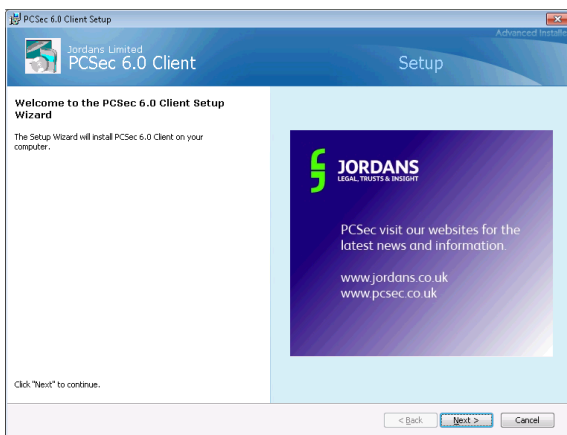 PCSec 6.0 Client Setup
Advanced Installe
Jordans Limited
PCSec 6.0 Client
Setup
Welcome to the PCSec 6.0 Client Setup
Wizard
The Setup Wizard will install PCSec 6.0 Client on your
computer.
JORDANS
LEGAL, TRUSTS & INSIGHT
PCSec visit our websites for the
latest news and information.
www.jordans.co.uk
www.pcsec.co.uk
Click "Next" to continue.
< Back
Next >
Cancel